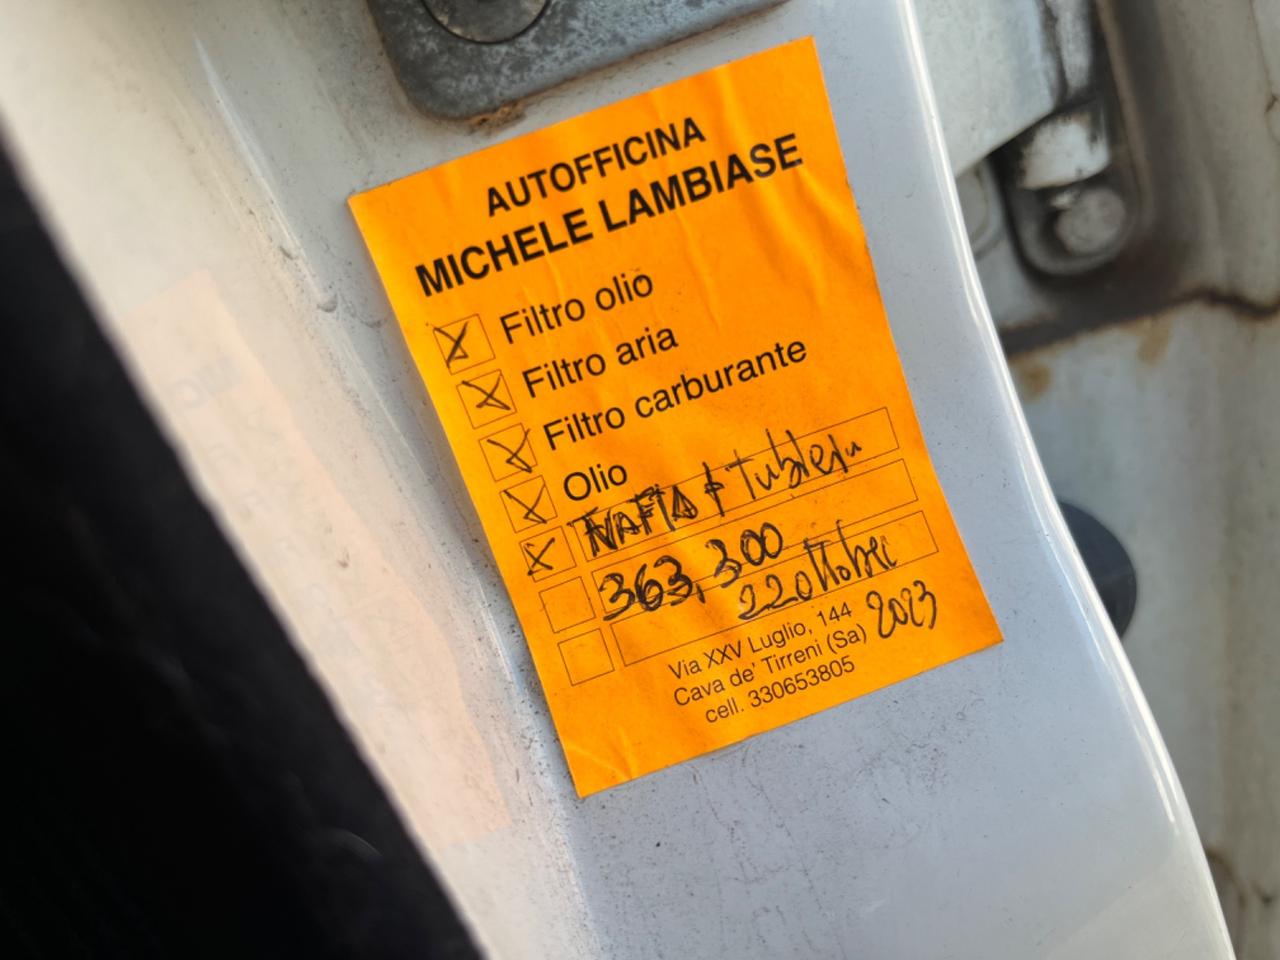 AUTOFFICINA
MICHELE LAMBIASE
Filtro olio
Filtro aria
Filtro carburante
Olio
NAFTA +
363,300
22 Ottobre
2023
Via XXV Luglio, 144
Cava de' Tirreni (Sa)
cell. 330653805